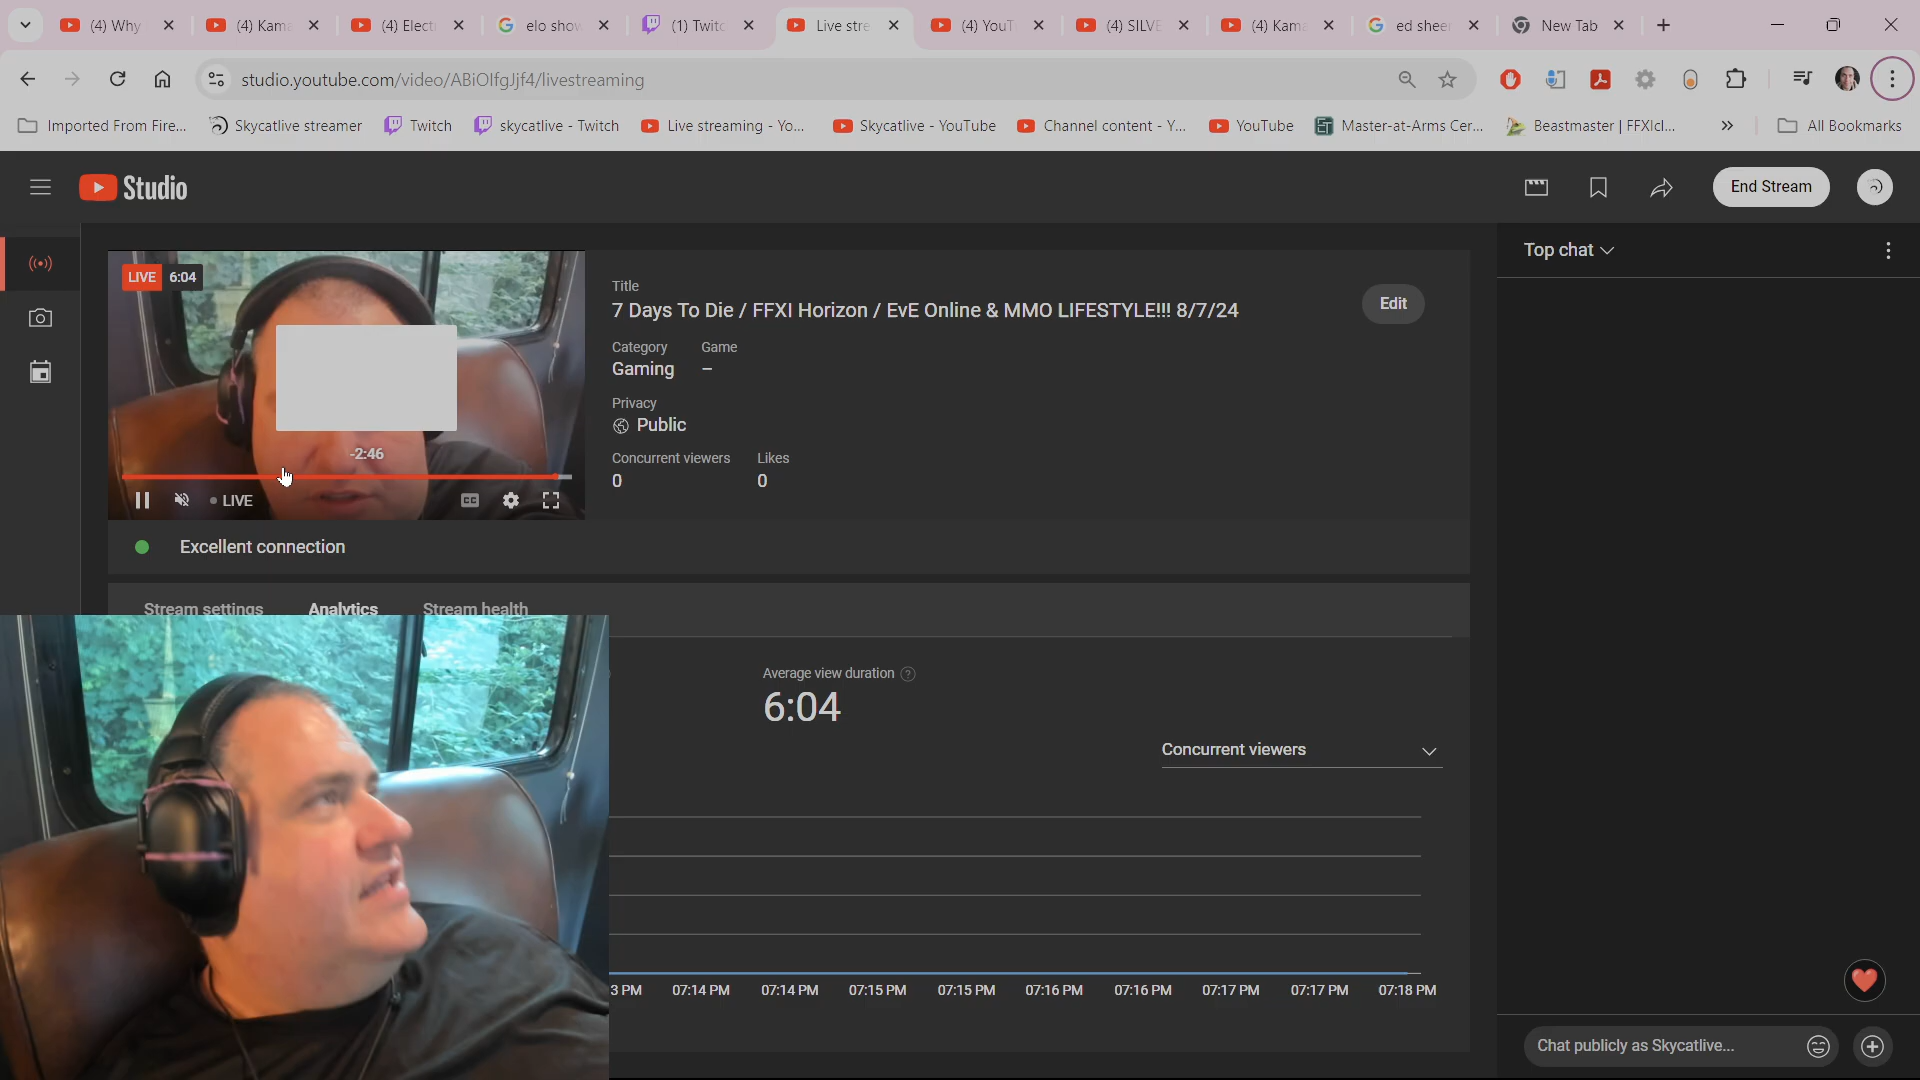 (4) Why
(4) Kama
(4) Elect
elo show
(1) Twitc
Live stre
(4) YouT
(4) SILVE
(4) Kama
ed sheer
New Tab
studio.youtube.com/video/ABiOlfgJjf4/livestreaming
Imported From Fire...
Skycatlive streamer
Twitch
skycatlive - Twitch
Live streaming - Yo...
Skycatlive - YouTube
Channel content - Y...
YouTube
Master-at-Arms Cer...
Beastmaster | FFXIcl...
All Bookmarks
Studio
End Stream
LIVE 6:04
-2:46
LIVE
CC
Title
7 Days To Die / FFXI Horizon / EvE Online & MMO LIFESTYLE!!! 8/7/24
Edit
Category Game
Gaming –
Privacy
Public
Concurrent viewers Likes
0 0
Top chat
Excellent connection
Stream settings Analytics Stream health
Average view duration
6:04
Concurrent viewers
3 PM 07:14 PM 07:14 PM 07:15 PM 07:15 PM 07:16 PM 07:16 PM 07:17 PM 07:17 PM 07:18 PM
Chat publicly as Skycatlive...